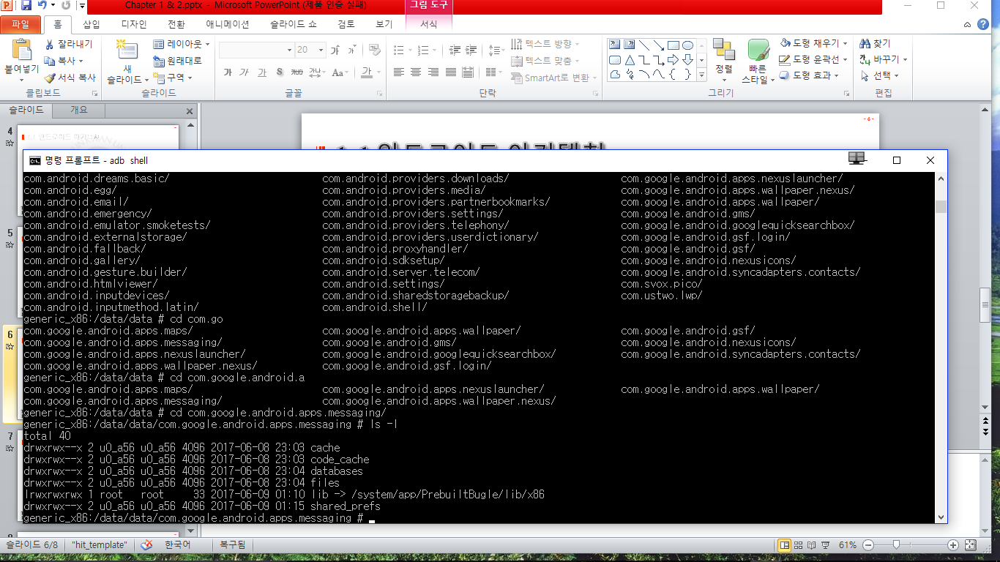 Chapter 1 & 2.pptx - Microsoft PowerPoint (제품 인증 실패)
그림 도구
파일 홈 삽입 디자인 전환 애니메이션 슬라이드 쇼 검토 보기 서식
붙여넣기
잘라내기
복사
서식 복사
클립보드
새 슬라이드
레이아웃
원래대로
구역
슬라이드
20
가 가 가 S 가나 Aa 가
글꼴
텍스트 방향
텍스트 맞춤
SmartArt로 변환
단락
정렬
빠른 스타일
도형 채우기
도형 윤곽선
도형 효과
그리기
찾기
바꾸기
선택
편집
슬라이드 개요
4
5
6
7
- 6 -
명령 프롬프트 - adb shell
com.android.dreams.basic/ com.android.providers.downloads/ com.google.android.apps.nexuslauncher/
com.android.egg/ com.android.providers.media/ com.google.android.apps.wallpaper.nexus/
com.android.email/ com.android.providers.partnerbookmarks/ com.google.android.apps.wallpaper/
com.android.emergency/ com.android.providers.settings/ com.google.android.gms/
com.android.emulator.smoketests/ com.android.providers.telephony/ com.google.android.googlequicksearchbox/
com.android.externalstorage/ com.android.providers.userdictionary/ com.google.android.gsf.login/
com.android.fallback/ com.android.proxyhandler/ com.google.android.gsf/
com.android.gallery/ com.android.sdksetup/ com.google.android.nexusicons/
com.android.gesture.builder/ com.android.server.telecom/ com.google.android.syncadapters.contacts/
com.android.htmlviewer/ com.android.settings/ com.svox.pico/
com.android.inputdevices/ com.android.sharedstoragebackup/ com.ustwo.lwp/
com.android.inputmethod.latin/ com.android.shell/
generic_x86:/data/data # cd com.go
com.google.android.apps.maps/ com.google.android.apps.wallpaper/ com.google.android.gsf/
com.google.android.apps.messaging/ com.google.android.gms/ com.google.android.nexusicons/
com.google.android.apps.nexuslauncher/ com.google.android.googlequicksearchbox/ com.google.android.syncadapters.contacts/
com.google.android.apps.wallpaper.nexus/ com.google.android.gsf.login/
generic_x86:/data/data # cd com.google.android.a
com.google.android.apps.maps/ com.google.android.apps.nexuslauncher/ com.google.android.apps.wallpaper/
com.google.android.apps.messaging/ com.google.android.apps.wallpaper.nexus/
generic_x86:/data/data # cd com.google.android.apps.messaging/
generic_x86:/data/data/com.google.android.apps.messaging # ls -l
total 40
drwxrwx--x 2 u0_a56 u0_a56 4096 2017-06-08 23:03 cache
drwxrwx--x 2 u0_a56 u0_a56 4096 2017-06-08 23:03 code_cache
drwxrwx--x 2 u0_a56 u0_a56 4096 2017-06-08 23:04 databases
drwxrwx--x 2 u0_a56 u0_a56 4096 2017-06-08 23:04 files
lrwxrwxrwx 1 root root 33 2017-06-09 01:10 lib -> /system/app/PrebuiltBugle/lib/x86
drwxrwx--x 2 u0_a56 u0_a56 4096 2017-06-09 01:15 shared_prefs
generic_x86:/data/data/com.google.android.apps.messaging #
슬라이드 6/8 "hit_template" 한국어 복구됨 61%